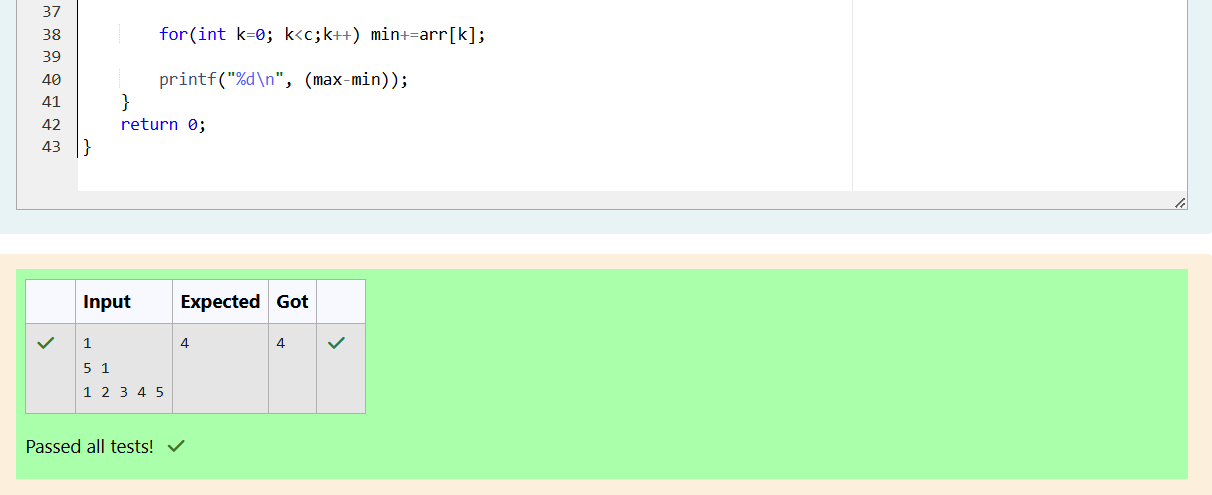 37
38 for(int k=0; k<c;k++) min+=arr[k];
39
40 printf("%d\n", (max-min));
41 }
42 return 0;
43 }
Input Expected Got
1 4 4
5 1
1 2 3 4 5
Passed all tests!